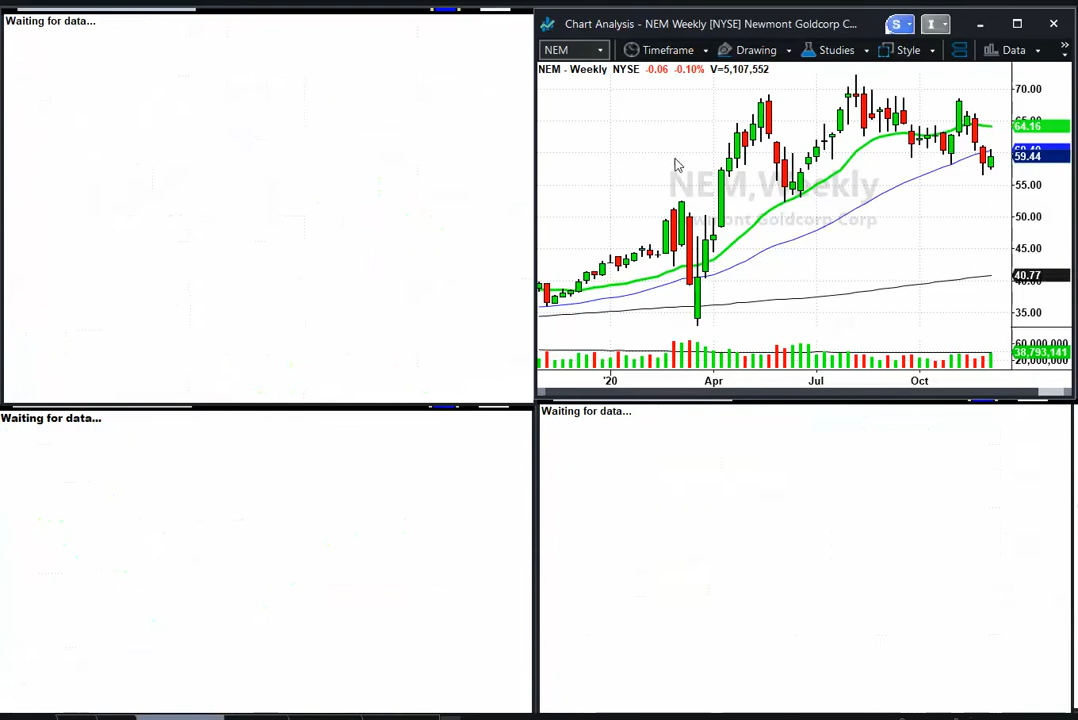 Waiting for data...
Chart Analysis - NEM Weekly [NYSE] Newmont Goldcorp C...
S
I
NEM
Timeframe
Drawing
Studies
Style
Data
NEM - Weekly NYSE -0.06 -0.10% V=5,107,552
70.00
64.16
59.44
55.00
50.00
45.00
40.77
35.00
NEM,Weekly
wmont Goldcorp Corp
38,793,141
'20
Apr
Jul
Oct
Waiting for data...
Waiting for data...